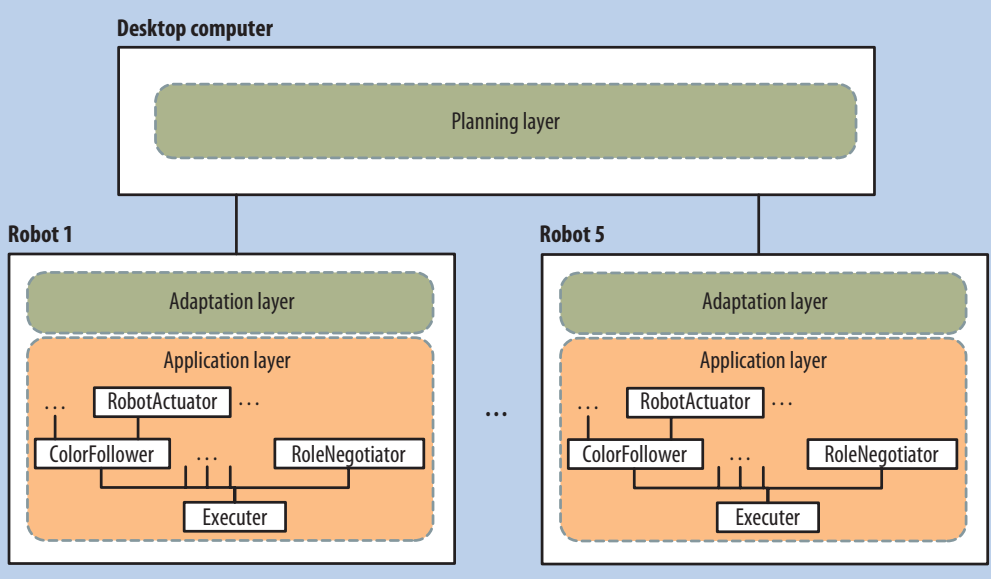 Desktop computer
Planning layer
Robot 1
Robot 5
Adaptation layer
Adaptation layer
Application layer
Application layer
... RobotActuator ...
... RobotActuator ...
ColorFollower ... RoleNegotiator
...
ColorFollower ... RoleNegotiator
Executer
Executer